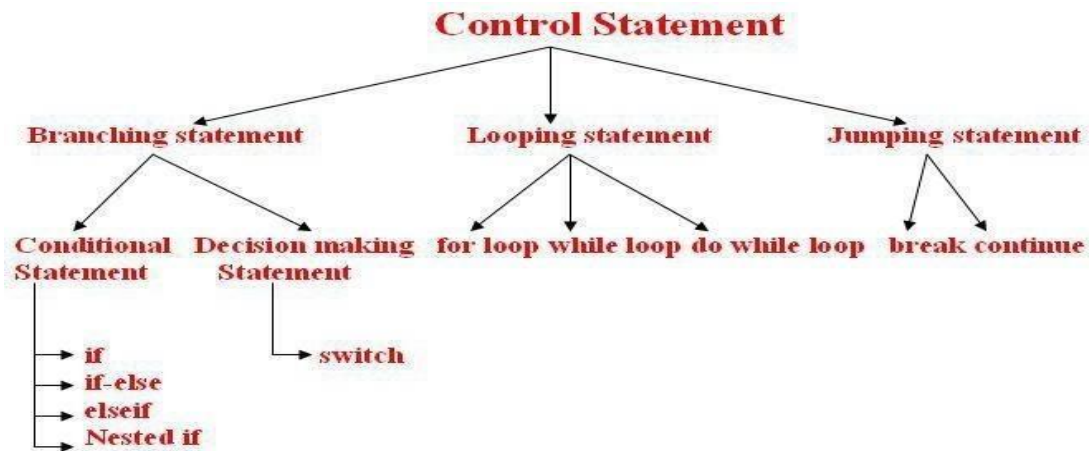 Control Statement
Branching statement
Looping statement
Jumping statement
Conditional
Statement
Decision making
Statement
for loop while loop do while loop
break continue
if
if-else
elseif
Nested if
switch